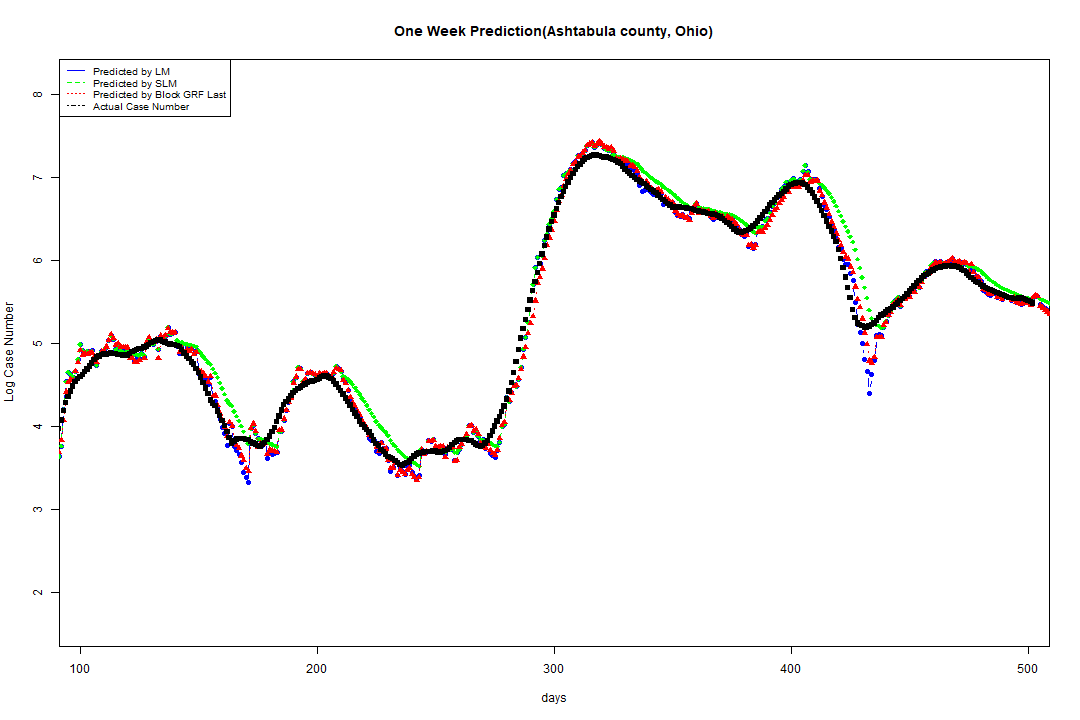 One Week Prediction(Ashtabula county, Ohio)
Predicted by LM
Predicted by SLM
Predicted by Block GRF Last
Actual Case Number
Log Case Number
8
7
6
5
4
3
2
100 200 300 400 500
days